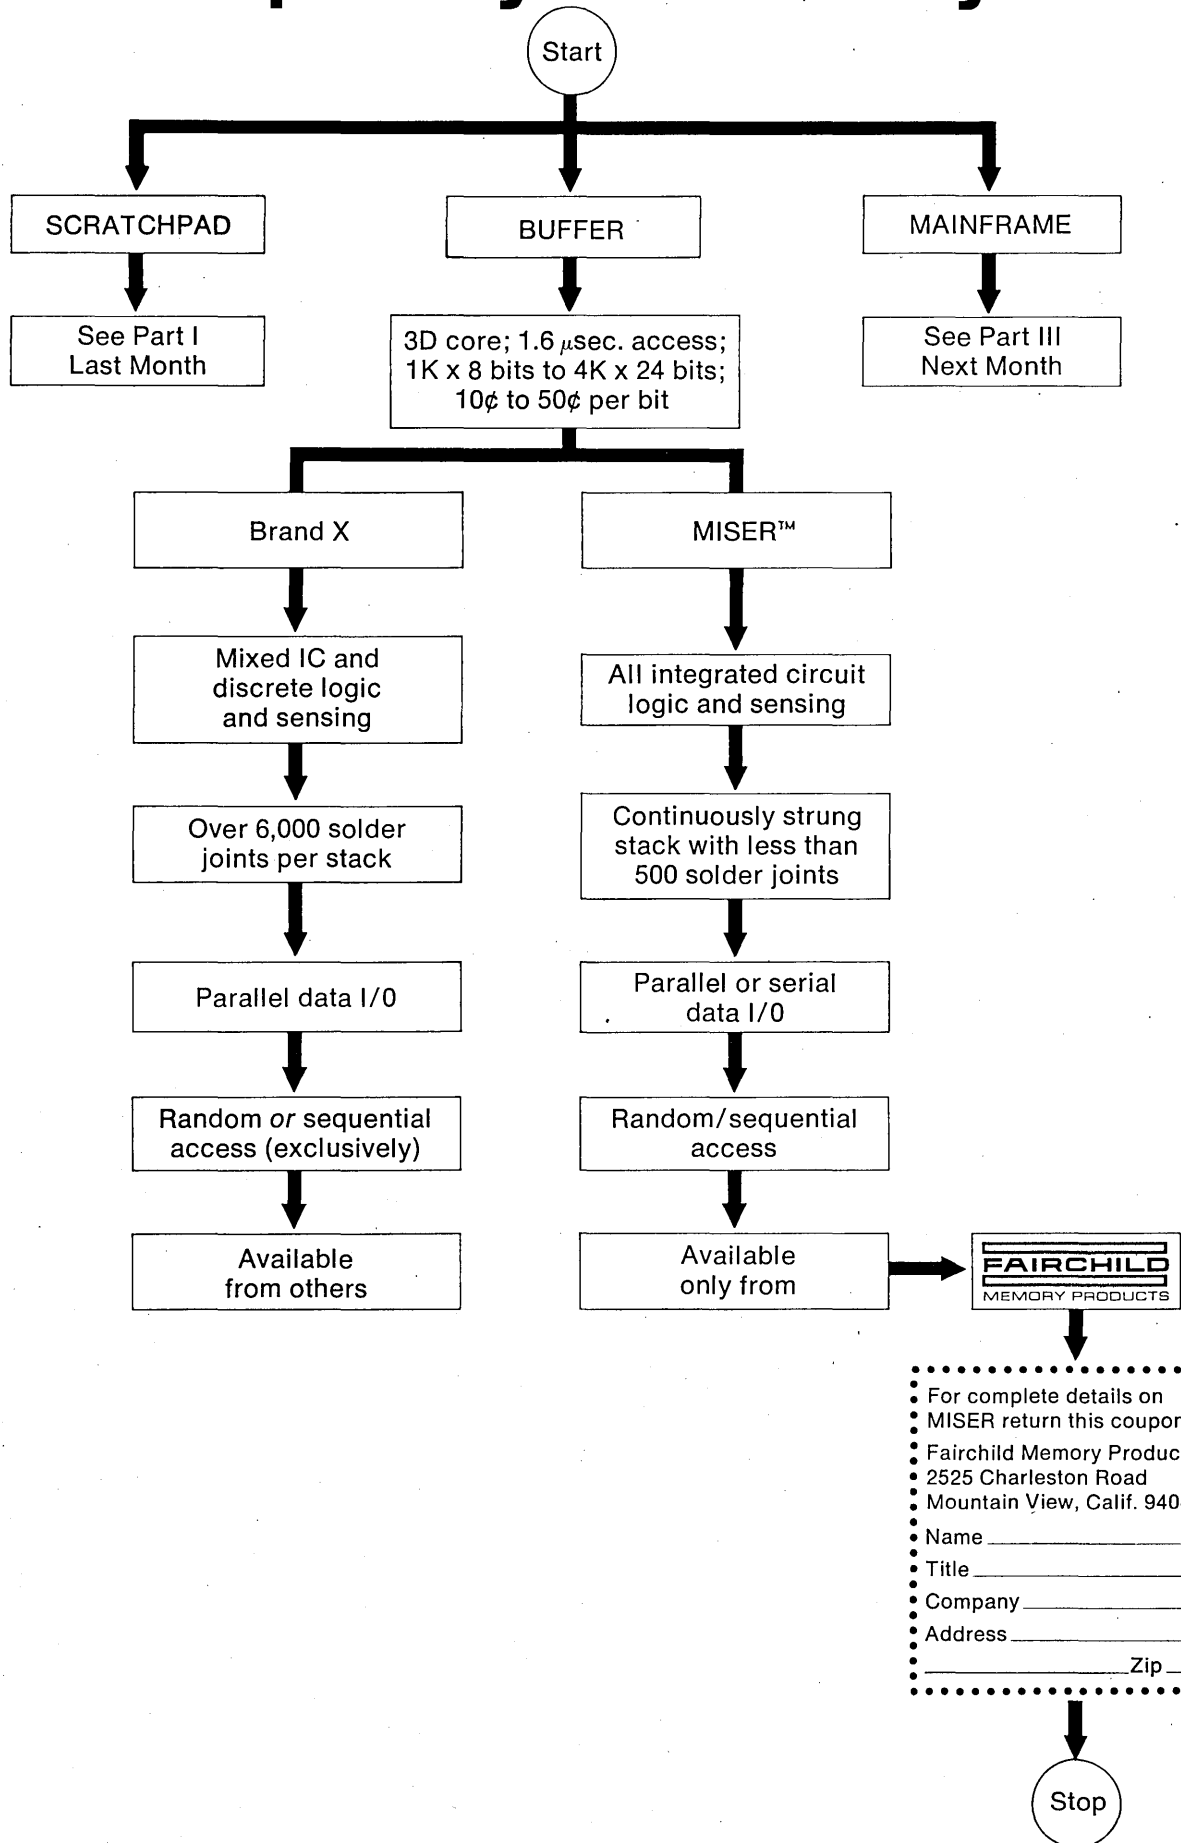 Start
SCRATCHPAD
BUFFER
MAINFRAME
See Part I
Last Month
3D core; 1.6 μsec. access;
1K x 8 bits to 4K x 24 bits;
10¢ to 50¢ per bit
See Part III
Next Month
Brand X
MISER™
Mixed IC and
discrete logic
and sensing
All integrated circuit
logic and sensing
Over 6,000 solder
joints per stack
Continuously strung
stack with less than
500 solder joints
Parallel data I/0
Parallel or serial
data I/0
Random or sequential
access (exclusively)
Random/sequential
access
Available
from others
Available
only from
FAIRCHILD
MEMORY PRODUCTS
For complete details on
MISER return this coupon
Fairchild Memory Produc
2525 Charleston Road
Mountain View, Calif. 940
Name
Title
Company
Address
Zip
Stop